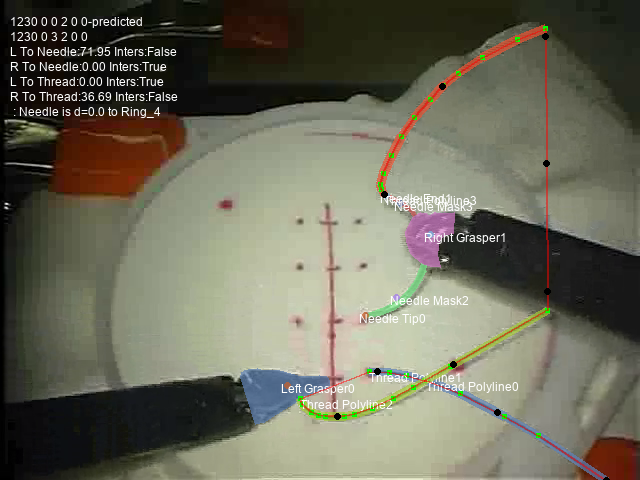 1230 0 0 2 0 0-predicted
1230 0 3 2 0 0
L To Needle:71.95 Inters:False
R To Needle:0.00 Inters:True
L To Thread:0.00 Inters:True
R To Thread:36.69 Inters:False
: Needle is d=0.0 to Ring_4
Needle End1
Thread Polyline3
Needle Mask3
Right Grasper1
Needle Mask2
Needle Tip0
Thread Polyline1
Left Grasper0
Thread Polyline0
Thread Polyline2